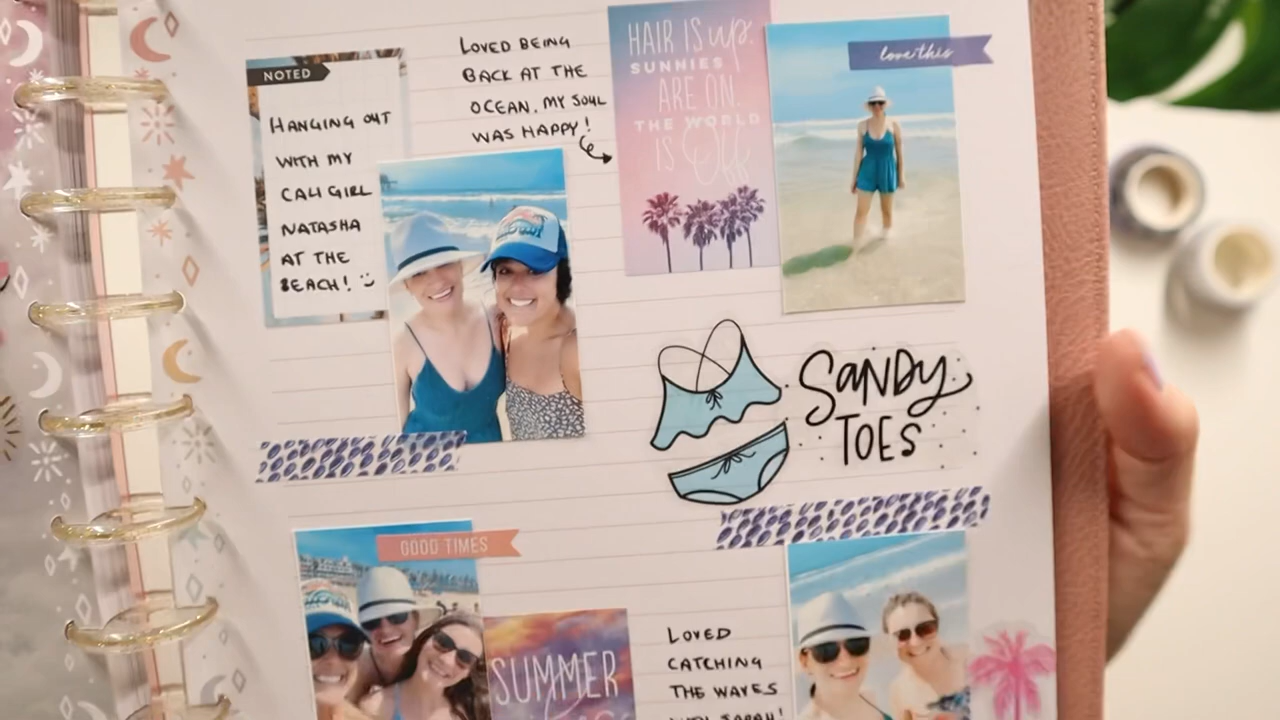 NOTED
HANGING OUT
WITH MY
CALI GIRL
NATASHA
AT THE
BEACH!
LOVED BEING
BACK AT THE
OCEAN. MY SOUL
WAS HAPPY!
HAIR IS up.
SUNNIES
ARE ON.
THE WORLD
IS Off
love this
SANDY
TOES
GOOD TIMES
SUMMER
LOVED
CATCHING
THE WAVES
WITH SARAH!